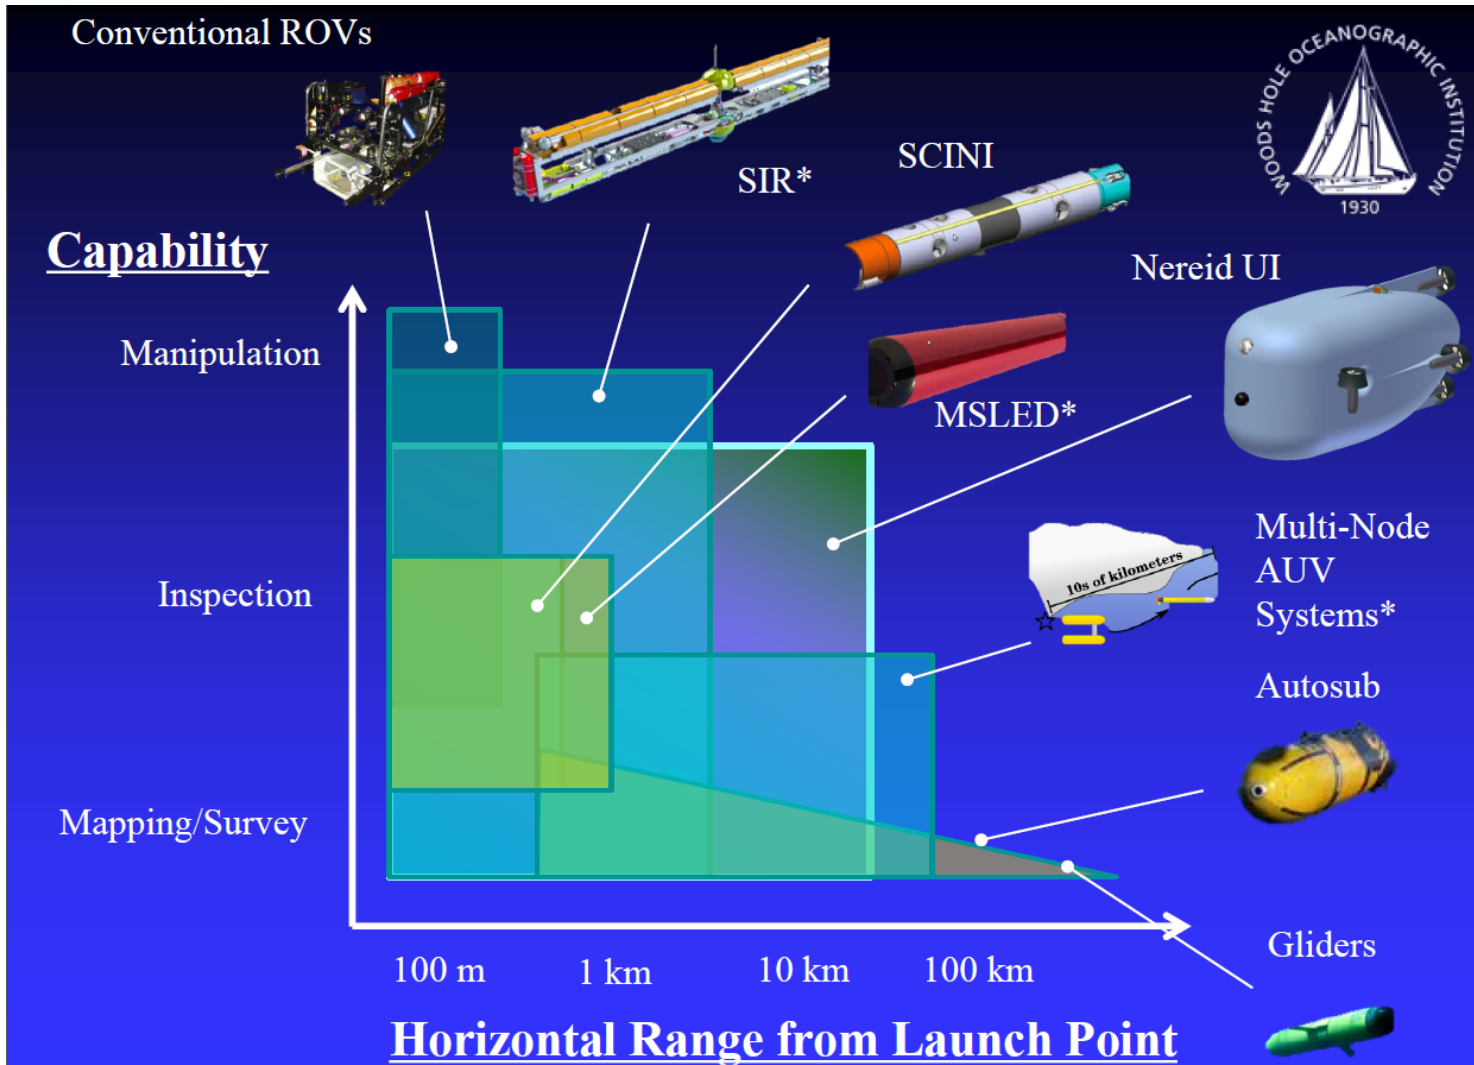 Conventional ROVs
SIR*
SCINI
WOODS HOLE OCEANOGRAPHIC INSTITUTION
1930
Capability
Nereid UI
Manipulation
MSLED*
Multi-Node
AUV
Systems*
10s of kilometers
Inspection
Autosub
Mapping/Survey
Gliders
100 m
1 km
10 km
100 km
Horizontal Range from Launch Point